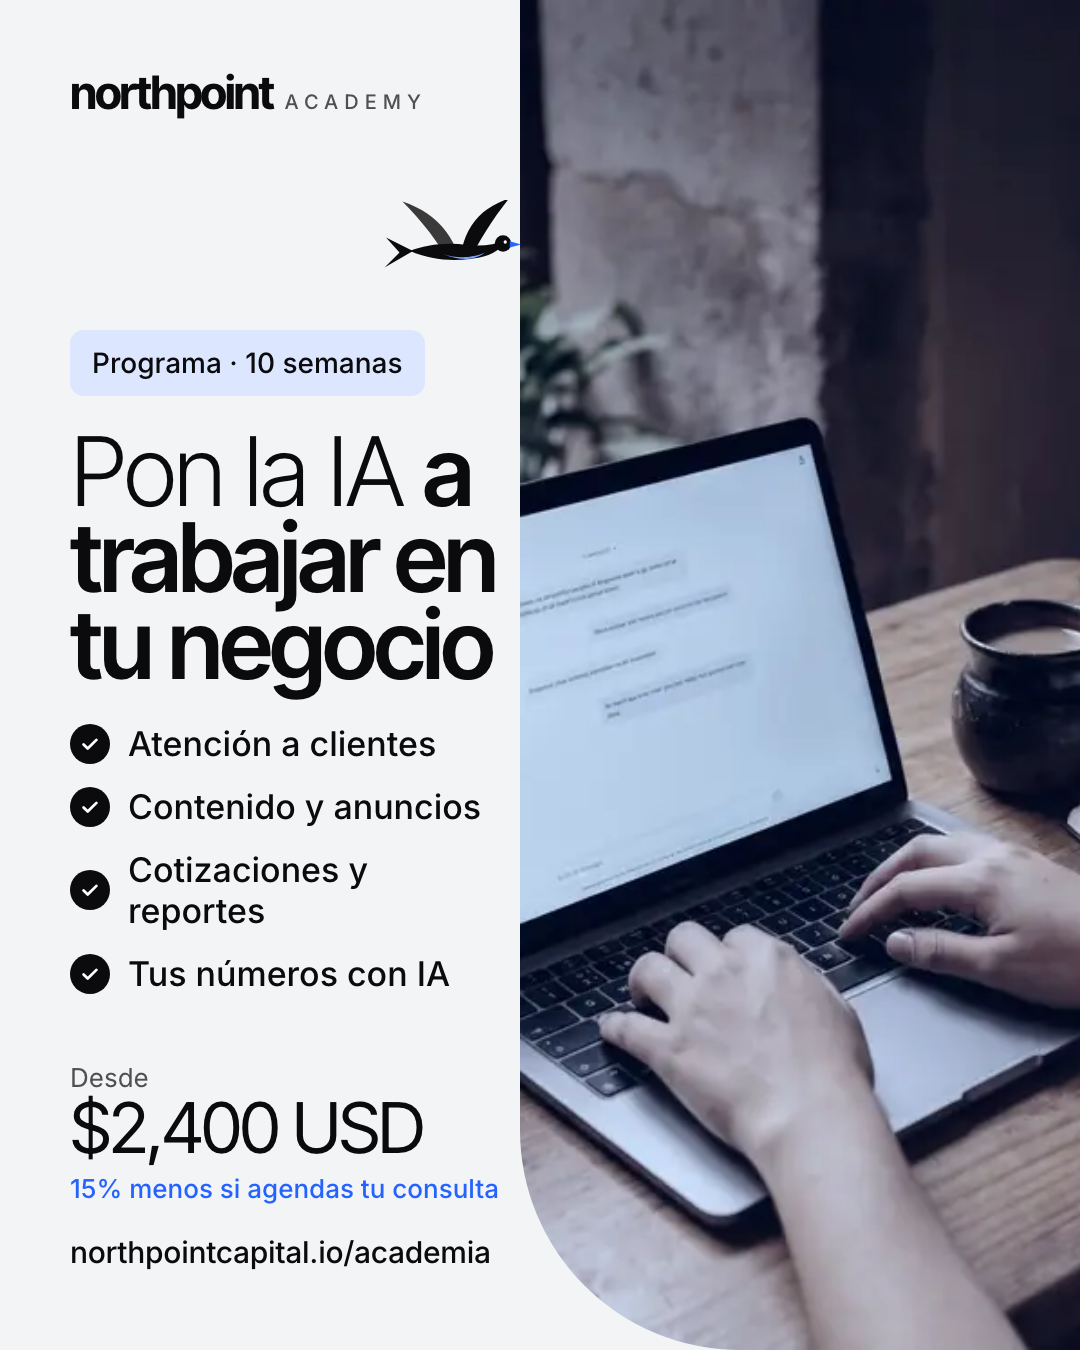 northpoint ACADEMY
Programa · 10 semanas
Pon la IA a
trabajar en
tu negocio
Atención a clientes
Contenido y anuncios
Cotizaciones y
reportes
Tus números con IA
Desde
$2,400 USD
15% menos si agendas tu consulta
northpointcapital.io/academia